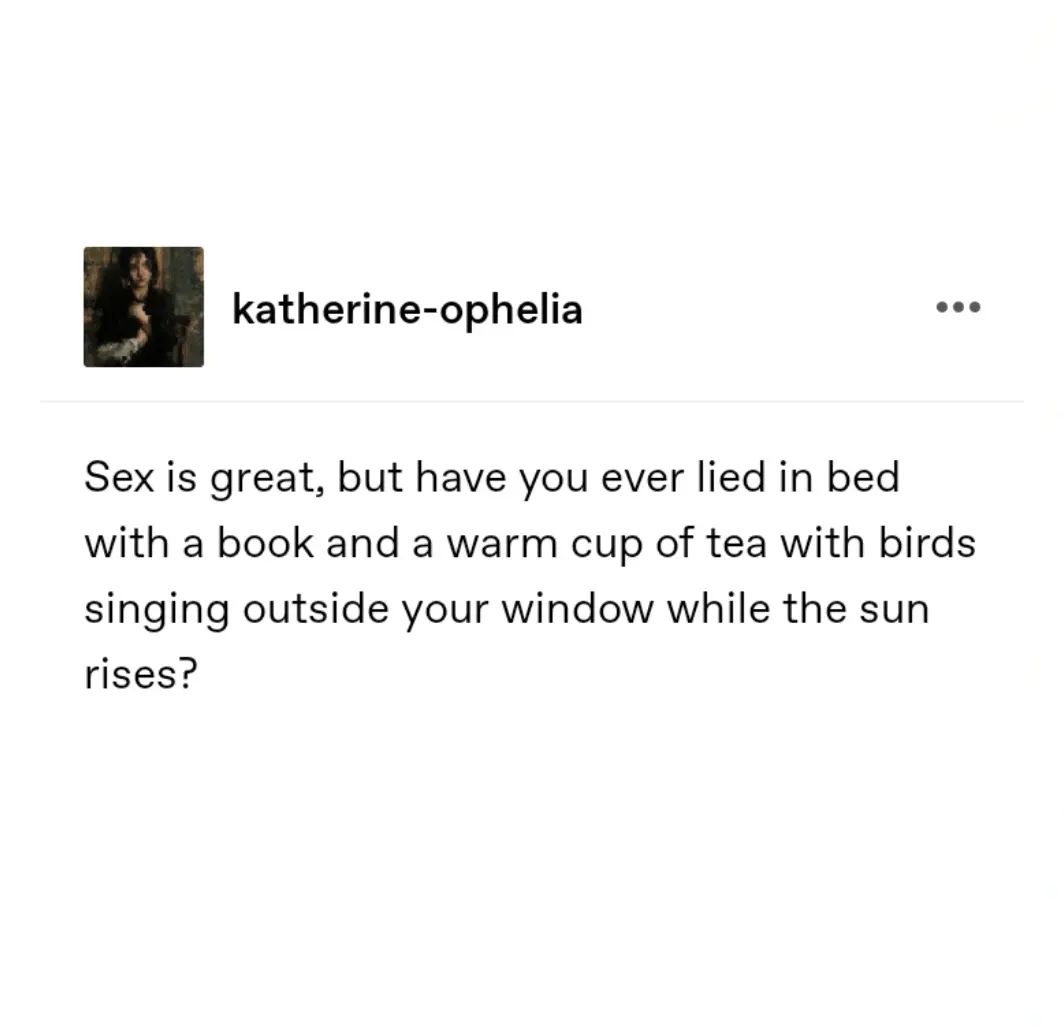 katherine-ophelia
Sex is great, but have you ever lied in bed
with a book and a warm cup of tea with birds
singing outside your window while the sun
rises?